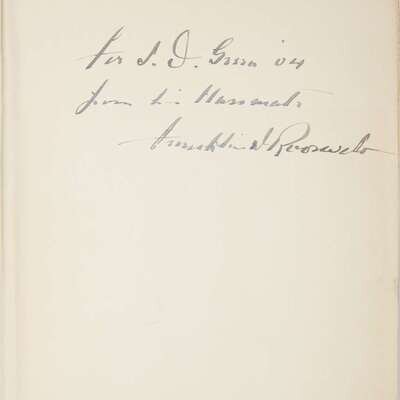 For J. D. Green '04
from his classmate
Franklin D Roosevelt